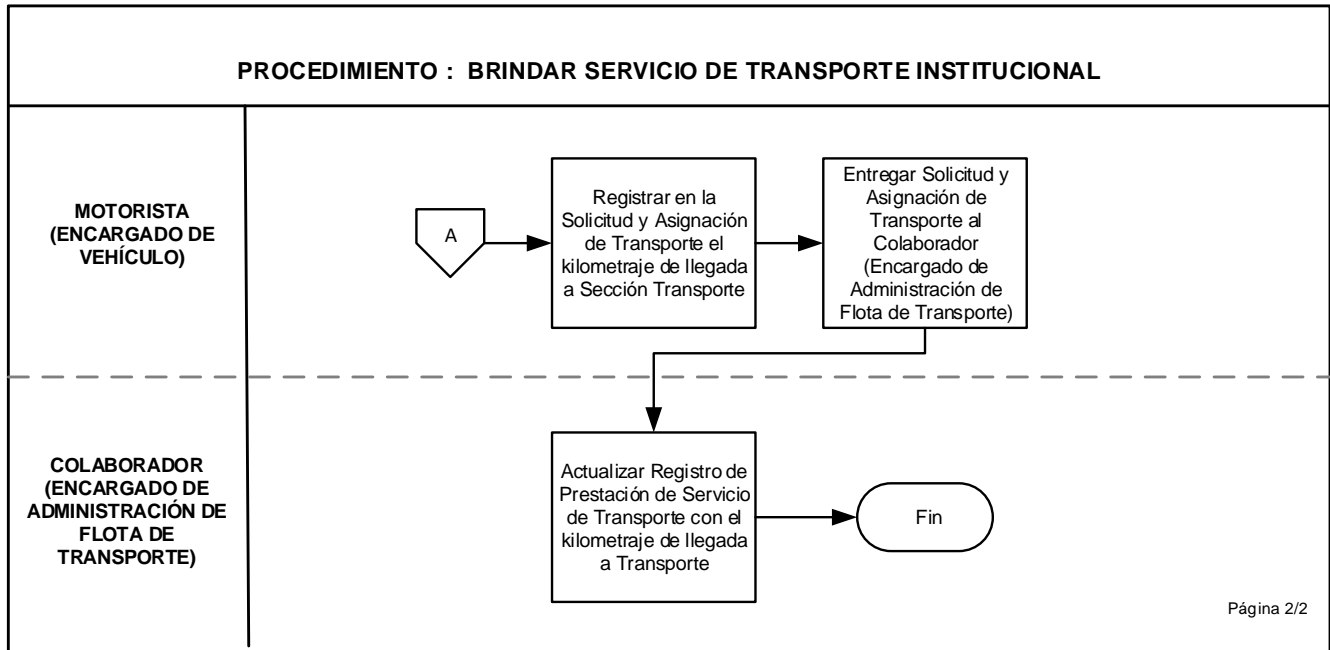 PROCEDIMIENTO : BRINDAR SERVICIO DE TRANSPORTE INSTITUCIONAL
MOTORISTA
(ENCARGADO DE
VEHÍCULO)
A
Registrar en la
Solicitud y Asignación
de Transporte el
kilometraje de llegada
a Sección Transporte
Entregar Solicitud y
Asignación de
Transporte al
Colaborador
(Encargado de
Administración de
Flota de Transporte)
COLABORADOR
(ENCARGADO DE
ADMINISTRACIÓN DE
FLOTA DE
TRANSPORTE)
Actualizar Registro de
Prestación de Servicio
de Transporte con el
kilometraje de llegada
a Transporte
Fin
Página 2/2